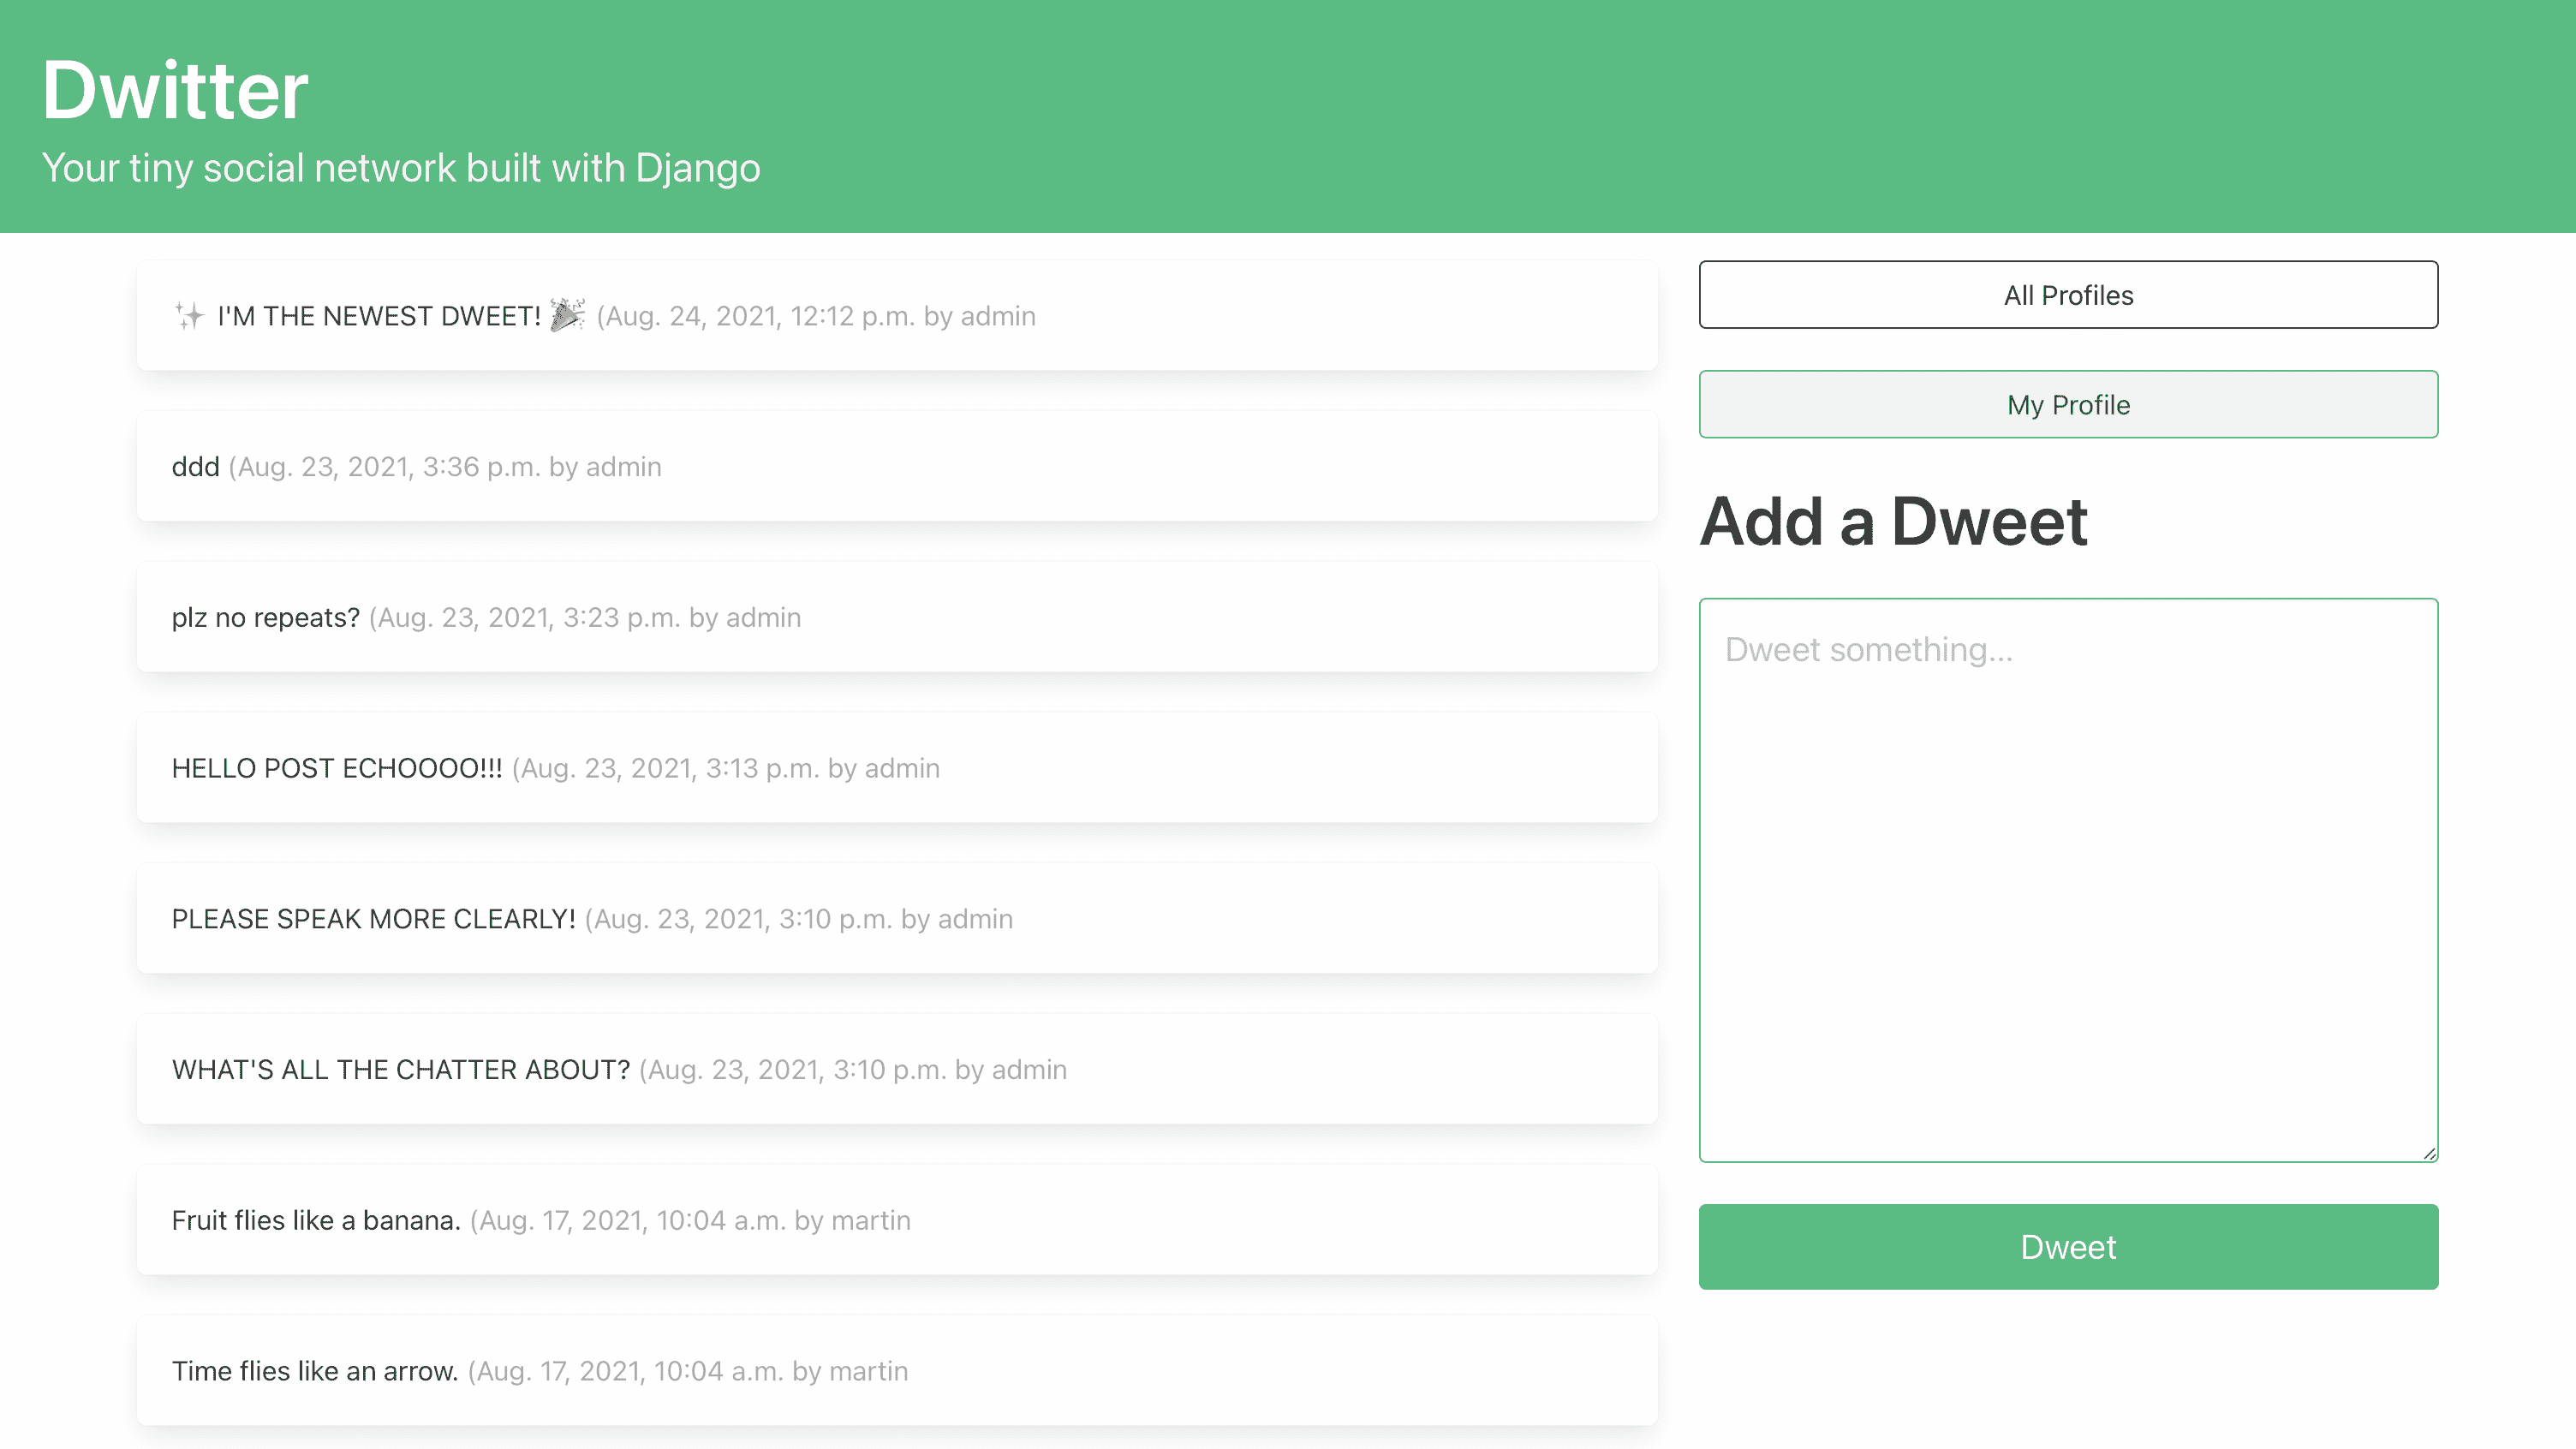 Dwitter
Your tiny social network built with Django
✨ I'M THE NEWEST DWEET! 🎉 (Aug. 24, 2021, 12:12 p.m. by admin
ddd (Aug. 23, 2021, 3:36 p.m. by admin
plz no repeats? (Aug. 23, 2021, 3:23 p.m. by admin
HELLO POST ECHOOOO!!! (Aug. 23, 2021, 3:13 p.m. by admin
PLEASE SPEAK MORE CLEARLY! (Aug. 23, 2021, 3:10 p.m. by admin
WHAT'S ALL THE CHATTER ABOUT? (Aug. 23, 2021, 3:10 p.m. by admin
Fruit flies like a banana. (Aug. 17, 2021, 10:04 a.m. by martin
Time flies like an arrow. (Aug. 17, 2021, 10:04 a.m. by martin
All Profiles
My Profile
Add a Dweet
Dweet something...
Dweet